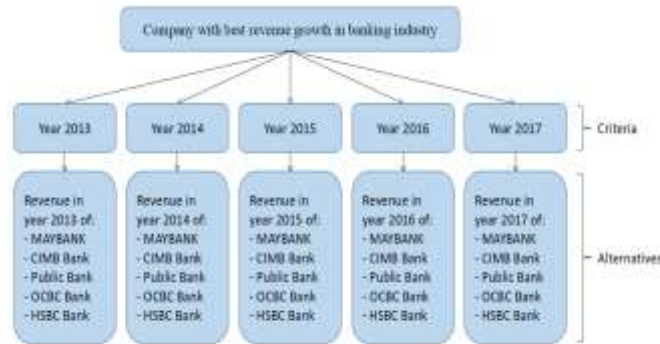 Company with best revenue growth in banking industry
Year 2013
Year 2014
Year 2015
Year 2016
Year 2017
Criteria
Revenue in
year 2013 of:
- MAYBANK
- CIMB Bank
- Public Bank
- OCBC Bank
- HSBC Bank
Revenue in
year 2014 of:
- MAYBANK
- CIMB Bank
- Public Bank
- OCBC Bank
- HSBC Bank
Revenue in
year 2015 of:
- MAYBANK
- CIMB Bank
- Public Bank
- OCBC Bank
- HSBC Bank
Revenue in
year 2016 of:
- MAYBANK
- CIMB Bank
- Public Bank
- OCBC Bank
- HSBC Bank
Revenue in
year 2017 of:
- MAYBANK
- CIMB Bank
- Public Bank
- OCBC Bank
- HSBC Bank
Alternatives